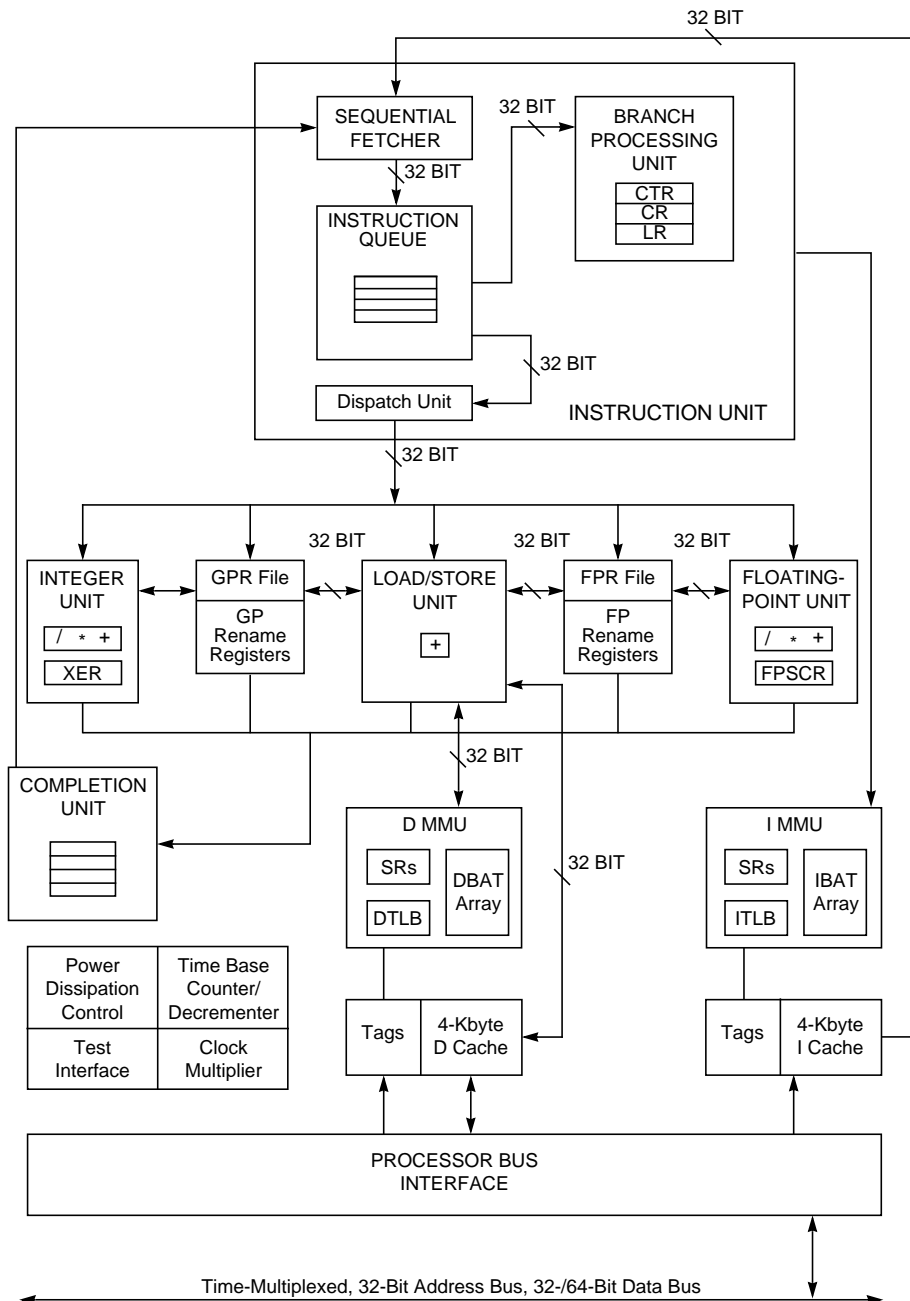 32 BIT
SEQUENTIAL
FETCHER
32 BIT
BRANCH
PROCESSING
UNIT
CTR
CR
LR
32 BIT
INSTRUCTION
QUEUE
32 BIT
Dispatch Unit
INSTRUCTION UNIT
32 BIT
INTEGER
UNIT
/ * +
XER
GPR File
GP
Rename
Registers
32 BIT
LOAD/STORE
UNIT
+
32 BIT
FPR File
FP
Rename
Registers
32 BIT
FLOATING-
POINT UNIT
/ * +
FPSCR
32 BIT
COMPLETION
UNIT
D MMU
SRs
DTLB
DBAT
Array
32 BIT
I MMU
SRs
ITLB
IBAT
Array
Power
Dissipation
Control
Time Base
Counter/
Decrementer
Test
Interface
Clock
Multiplier
Tags
4-Kbyte
D Cache
Tags
4-Kbyte
I Cache
PROCESSOR BUS
INTERFACE
Time-Multiplexed, 32-Bit Address Bus, 32-/64-Bit Data Bus